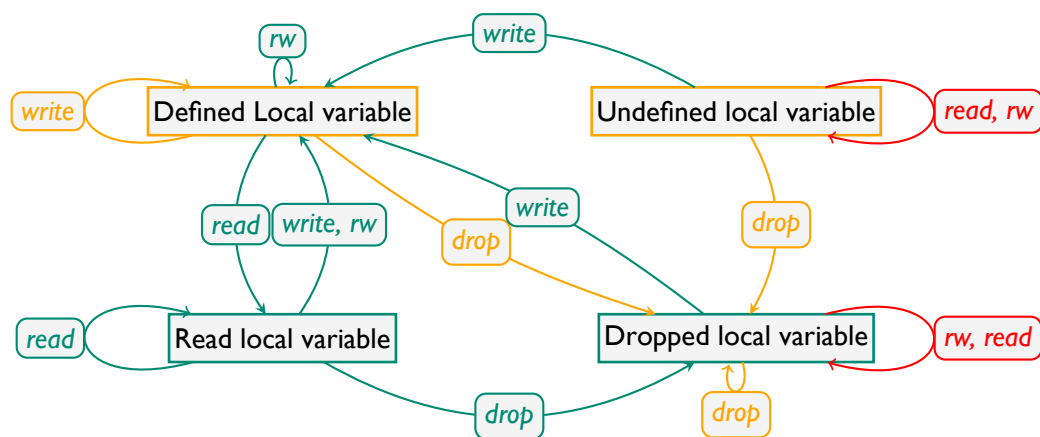 rw
write
write
Defined Local variable
Undefined local variable
read, rw
read
write, rw
write
drop
drop
read
Read local variable
Dropped local variable
rw, read
drop
drop